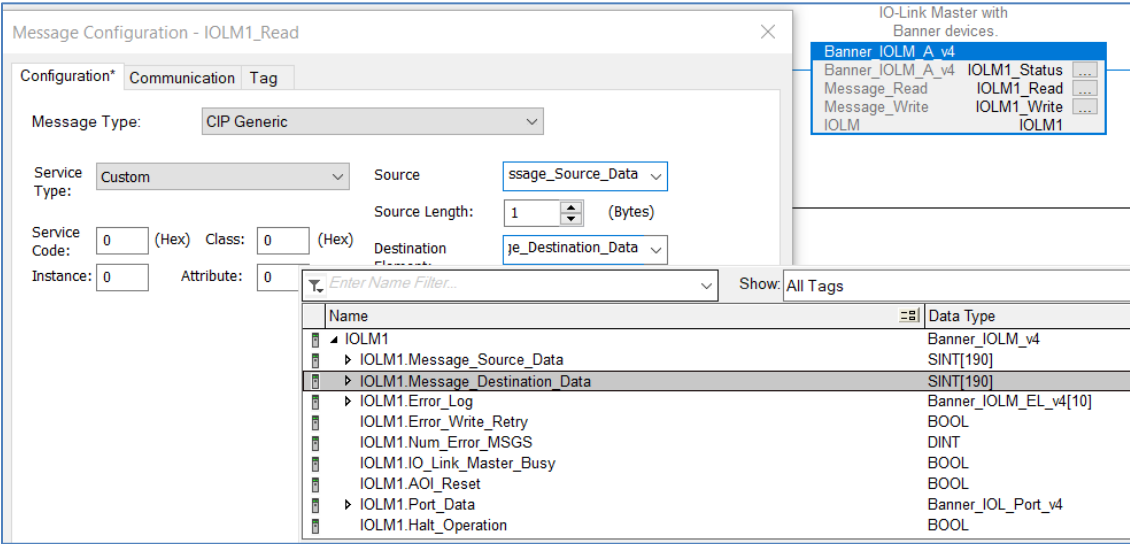 Message Configuration - IOLM1_Read
Configuration* Communication Tag
Message Type: CIP Generic
Service Type: Custom
Source ssage_Source_Data
Source Length: 1 (Bytes)
Service Code: 0 (Hex) Class: 0 (Hex)
Destination ge_Destination_Data
Instance: 0 Attribute: 0
IO-Link Master with
Banner devices.
Banner_IOLM_A_v4
Banner_IOLM_A_v4 IOLM1_Status ...
Message_Read IOLM1_Read ...
Message_Write IOLM1_Write ...
IOLM IOLM1
Enter Name Filter... Show: All Tags
Name Data Type
IOLM1 Banner_IOLM_v4
IOLM1.Message_Source_Data SINT[190]
IOLM1.Message_Destination_Data SINT[190]
IOLM1.Error_Log Banner_IOLM_EL_v4[10]
IOLM1.Error_Write_Retry BOOL
IOLM1.Num_Error_MSGS DINT
IOLM1.IO_Link_Master_Busy BOOL
IOLM1.AOI_Reset BOOL
IOLM1.Port_Data Banner_IOL_Port_v4
IOLM1.Halt_Operation BOOL